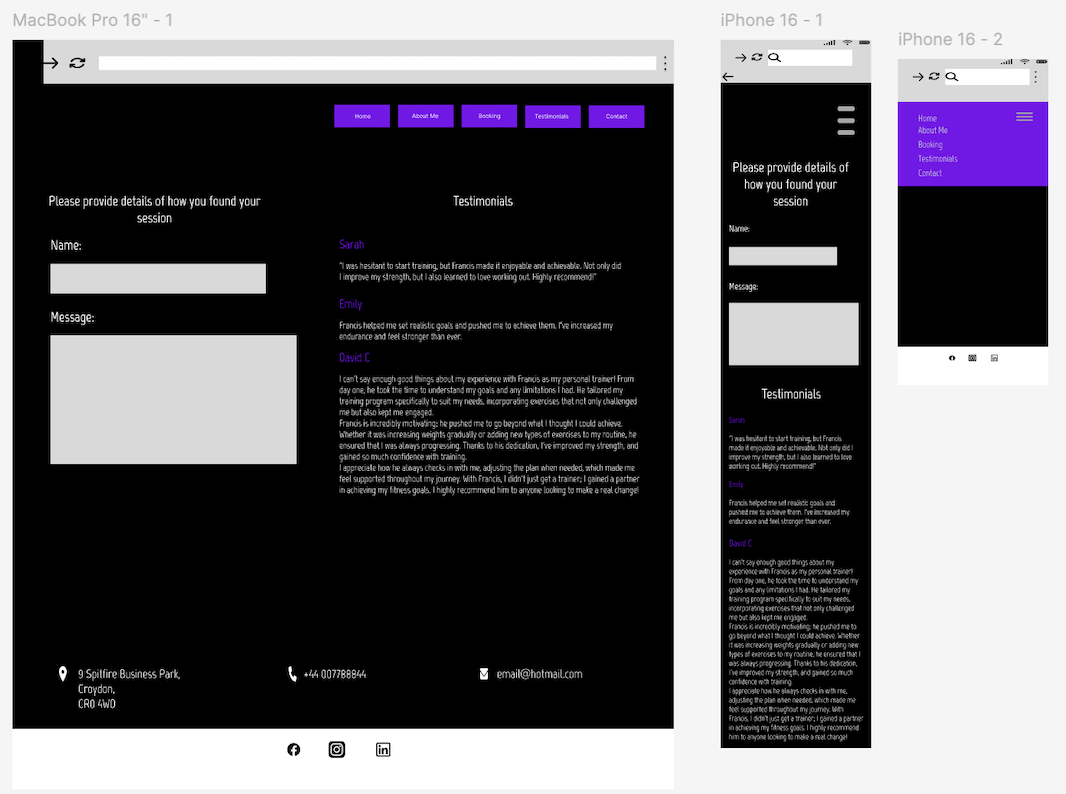 MacBook Pro 16" - 1
Home
About Me
Booking
Testimonials
Contact
Please provide details of how you found your
session
Name:
Message:
Testimonials
Sarah
"I was hesitant to start training, but Francis made it enjoyable and achievable. Not only did
I improve my strength, but I also learned to love working out. Highly recommend!"
Emily
Francis helped me set realistic goals and pushed me to achieve them. I've increased my
endurance and feel stronger than ever.
David C
I can't say enough good things about my experience with Francis as my personal trainer! From
day one, he took the time to understand my goals and any limitations I had. He tailored my
training program specifically to suit my needs, incorporating exercises that not only challenged
me but also kept me engaged.
Francis is incredibly motivating; he pushed me to go beyond what I thought I could achieve.
Whether it was increasing weights gradually or adding new types of exercises to my routine, he
ensured that I was always progressing. Thanks to his dedication, I've improved my strength, and
gained so much confidence with training.
I appreciate how he always checks in with me, adjusting the plan when needed, which made me
feel supported throughout my journey. With Francis, I didn't just get a trainer; I gained a partner
in achieving my fitness goals. I highly recommend him to anyone looking to make a real change!
9 Spitfire Business Park,
Croydon,
CR0 4WD
+44 007788844
email@hotmail.com
iPhone 16 - 1
Please provide details of
how you found your
session
Name:
Message:
Testimonials
Sarah
"I was hesitant to start training, but Francis
made it enjoyable and achievable. Not only did I
improve my strength, but I also learned to love
working out. Highly recommend!"
Emily
Francis helped me set realistic goals and
pushed me to achieve them. I've increased my
endurance and feel stronger than ever.
David C
I can't say enough good things about my
experience with Francis as my personal trainer!
From day one, he took the time to understand my
goals and any limitations I had. He tailored my
training program specifically to suit my needs,
incorporating exercises that not only challenged
me but also kept me engaged.
Francis is incredibly motivating; he pushed me to
go beyond what I thought I could achieve. Whether
it was increasing weights gradually or adding new
types of exercises to my routine, he ensured that I
was always progressing. Thanks to his dedication,
I've improved my strength, and gained so much
confidence with training.
I appreciate how he always checks in with me,
adjusting the plan when needed, which made me
feel supported throughout my journey. With
Francis, I didn't just get a trainer; I gained a partner
in achieving my fitness goals. I highly recommend
him to anyone looking to make a real change!
iPhone 16 - 2
Home
About Me
Booking
Testimonials
Contact